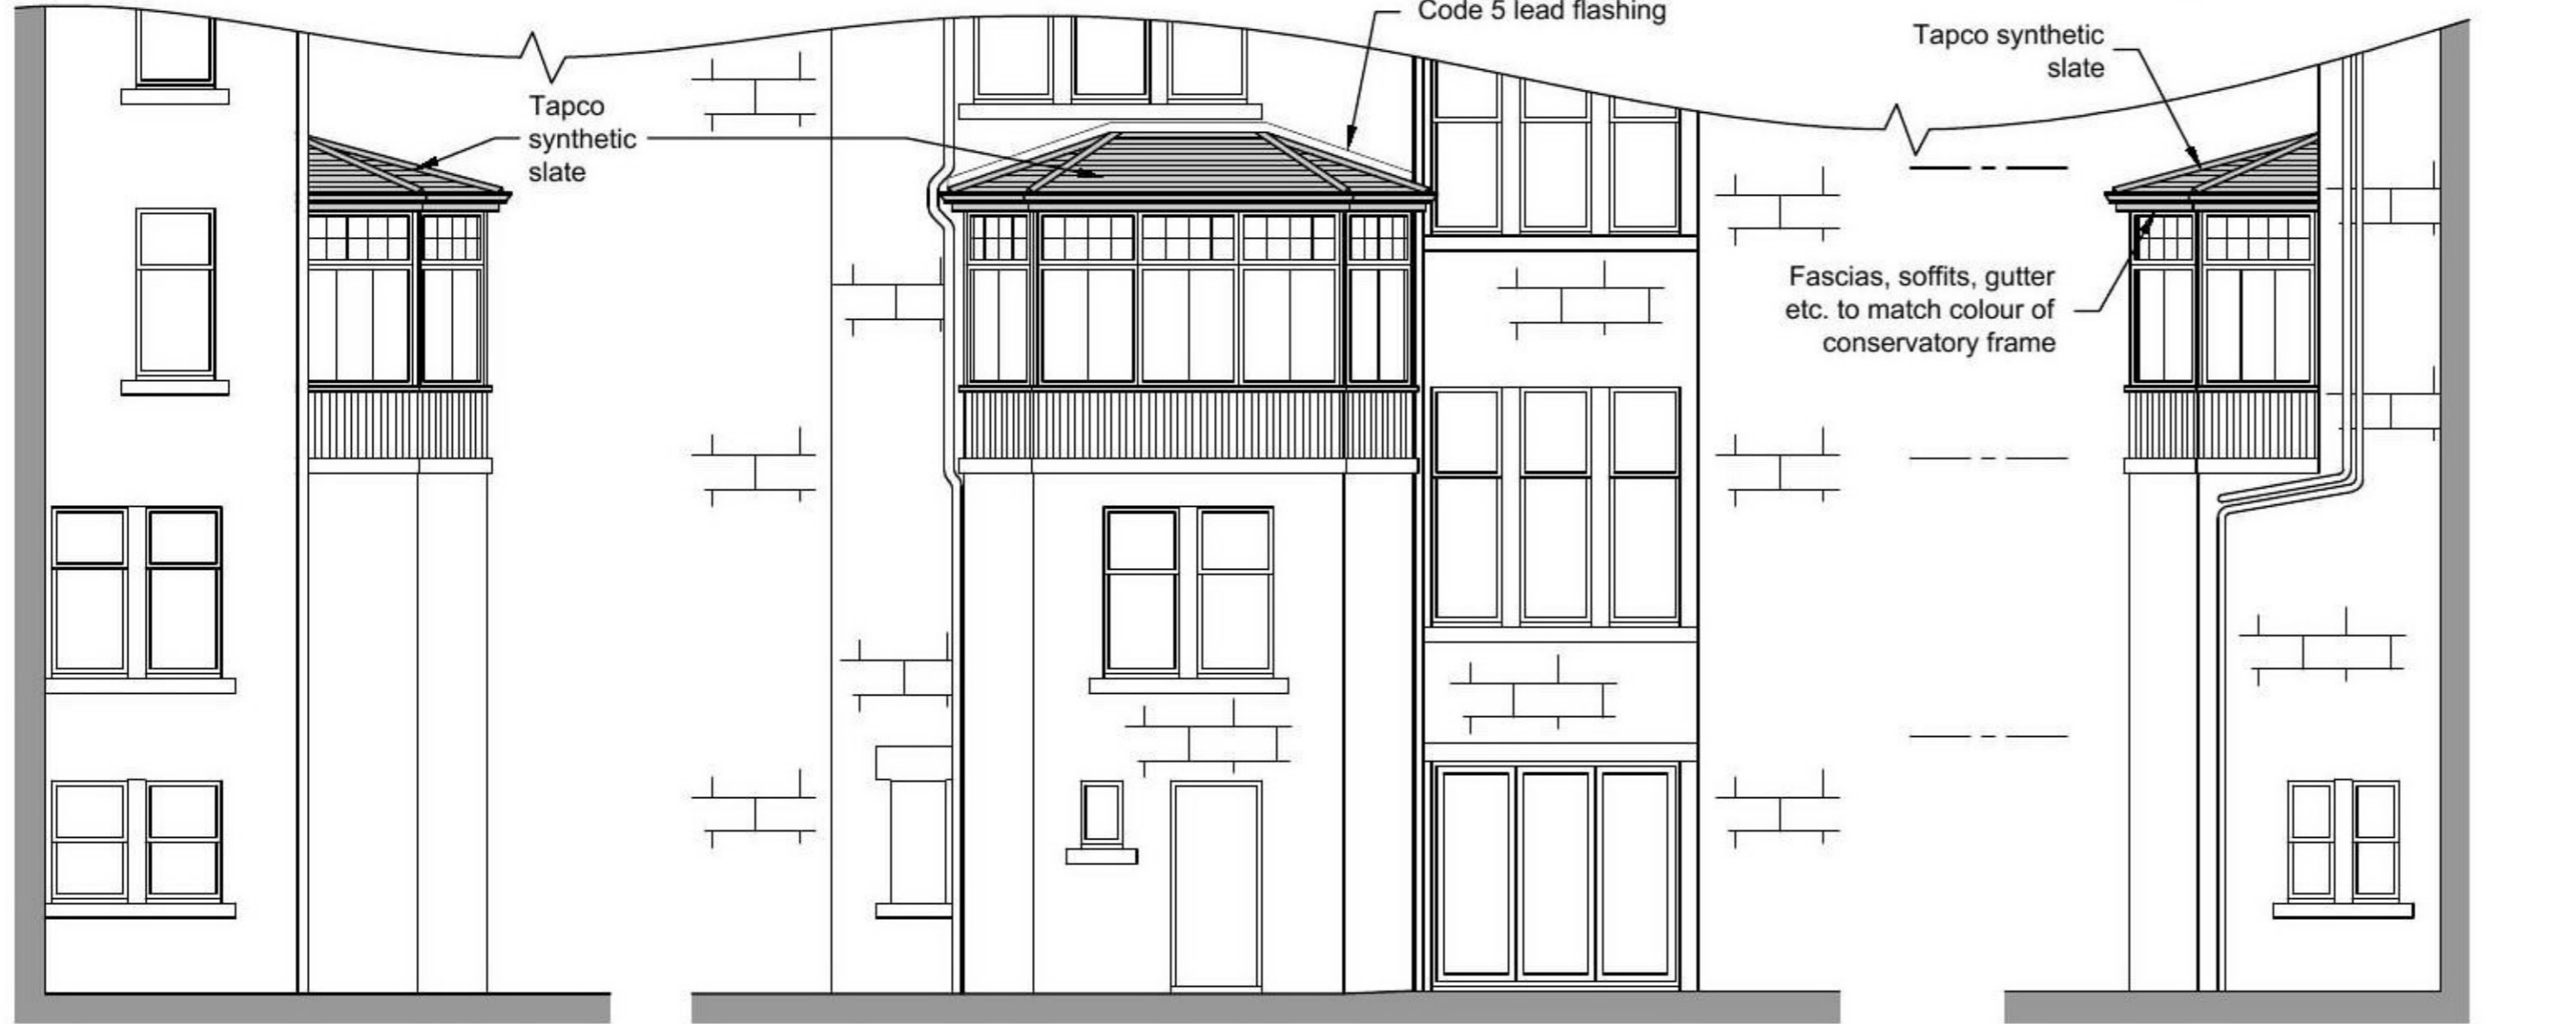 Code 5 lead flashing
Tapco synthetic
slate
Tapco
synthetic
slate
Fascias, soffits, gutter
etc. to match colour of
conservatory frame